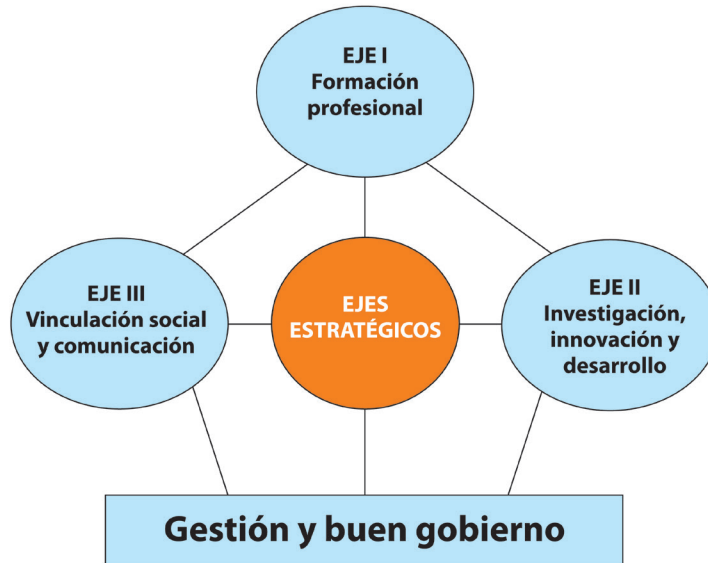 EJE I
Formación
profesional
EJE III
Vinculación social
y comunicación
EJES
ESTRATÉGICOS
EJE II
Investigación,
innovación y
desarrollo
Gestión y buen gobierno